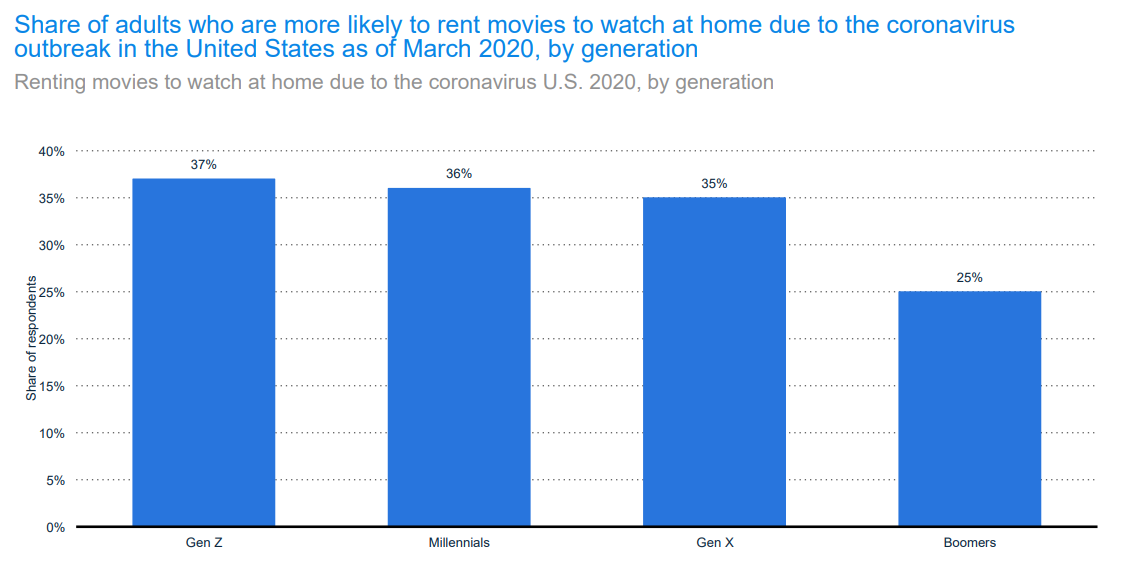 Share of adults who are more likely to rent movies to watch at home due to the coronavirus
outbreak in the United States as of March 2020, by generation
Renting movies to watch at home due to the coronavirus U.S. 2020, by generation
Share of respondents
40%
35%
30%
25%
20%
15%
10%
5%
0%
37%
36%
35%
25%
Gen Z
Millennials
Gen X
Boomers